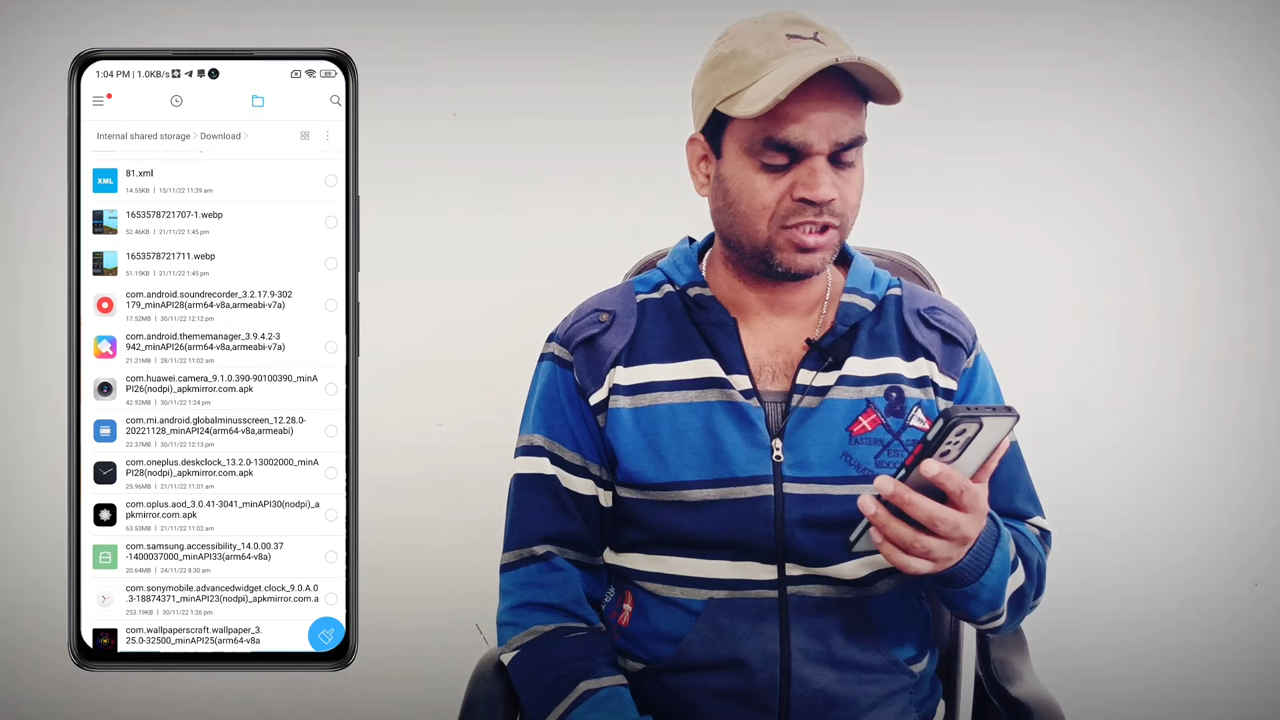 1:04 PM | 1.0KB/s
89
Internal shared storage
Download
81.xml
XML
14.55KB | 15/11/22 11:39 am
1653578721707-1.webp
52.46KB | 21/11/22 1:45 pm
1653578721711.webp
51.15KB | 21/11/22 1:45 pm
com.android.soundrecorder_3.2.17.9-302
179_minAPI28(arm64-v8a,armeabi-v7a)
17.52MB | 30/11/22 12:12 pm
com.android.thememanager_3.9.4.2-3
942_minAPI26(arm64-v8a,armeabi-v7a)
21.21MB | 28/11/22 11:02 am
com.huawei.camera_9.1.0.390-90100390_minA
PI26(nodpi)_apkmirror.com.apk
42.92MB | 30/11/22 1:24 pm
com.mi.android.globalminusscreen_12.28.0-
20221128_minAPI24(arm64-v8a,armeabi)
22.37MB | 30/11/22 12:13 pm
com.oneplus.deskclock_13.2.0-13002000_minA
PI28(nodpi)_apkmirror.com.apk
25.96MB | 21/11/22 11:01 am
com.oplus.aod_3.0.41-3041_minAPI30(nodpi)_a
pkmirror.com.apk
63.53MB | 21/11/22 11:02 am
com.samsung.accessibility_14.0.00.37
-1400037000_minAPI33(arm64-v8a)
20.64MB | 24/11/22 8:30 am
com.sonymobile.advancedwidget.clock_9.0.A.0
.3-18874371_minAPI23(nodpi)_apkmirror.com.a
253.19KB | 30/11/22 1:26 pm
com.wallpaperscraft.wallpaper_3.
25.0-32500_minAPI25(arm64-v8a
EASTERN
EST